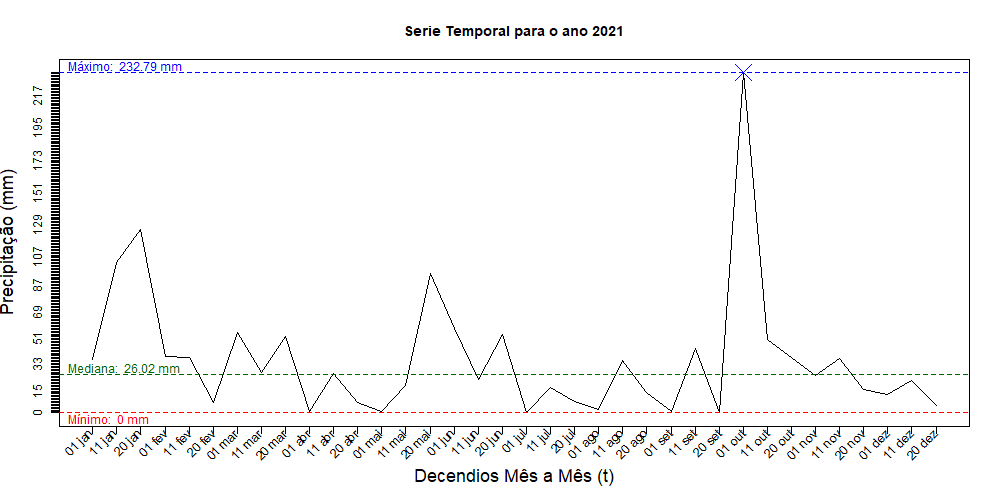 Serie Temporal para o ano 2021
Máximo: 232.79 mm
Mediana: 26.02 mm
Mínimo: 0 mm
Precipitação (mm)
217
195
173
151
129
107
87
69
51
33
15
0
01 jan
11 jan
20 jan
01 fev
11 fev
20 fev
01 mar
11 mar
20 mar
01 abr
11 abr
20 abr
01 mai
11 mai
20 mai
01 jun
11 jun
20 jun
01 jul
11 jul
20 jul
01 ago
11 ago
20 ago
01 set
11 set
20 set
01 out
11 out
20 out
01 nov
11 nov
20 nov
01 dez
11 dez
20 dez
Decendios Mês a Mês (t)